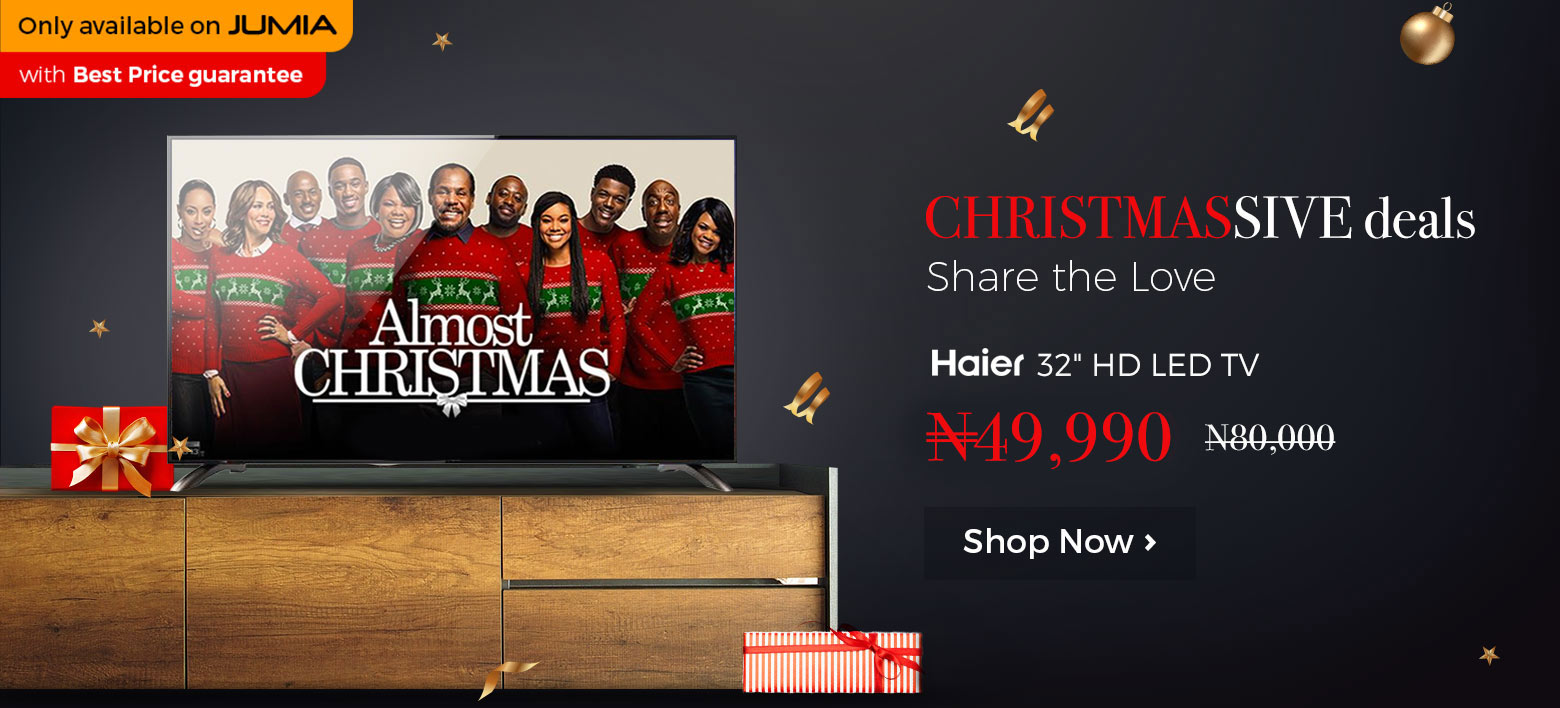 Only available on JUMIA
with Best Price guarantee
Almost
CHRISTMAS
CHRISTMASSIVE deals
Share the Love
Haier 32" HD LED TV
₦49,990 ₦80,000
Shop Now ›